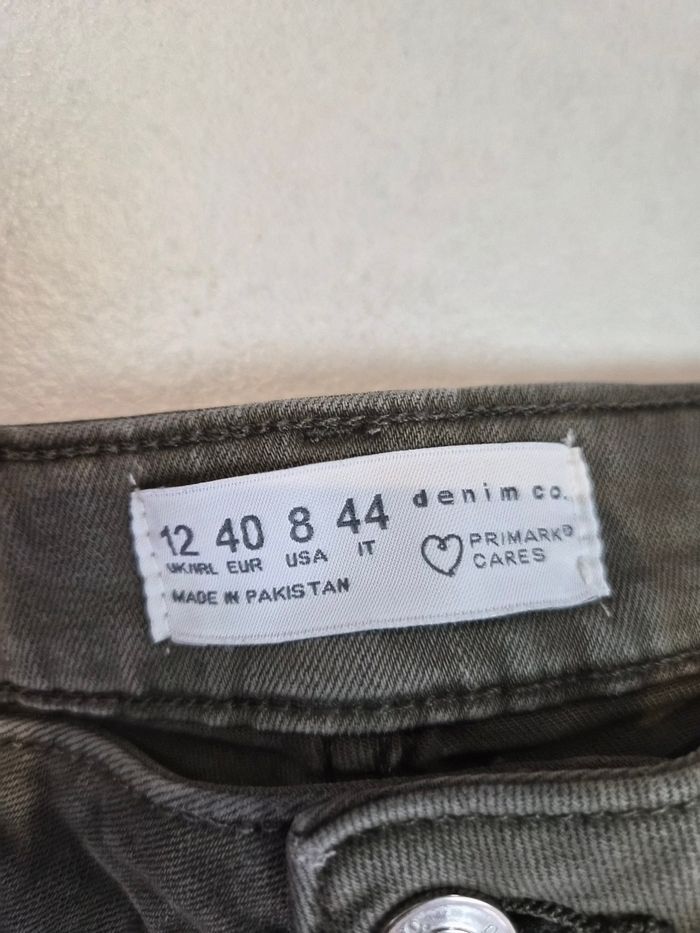 12 40 8 44
UK/IRL EUR USA IT
MADE IN PAKISTAN
denim co.
PRIMARK®
CARES